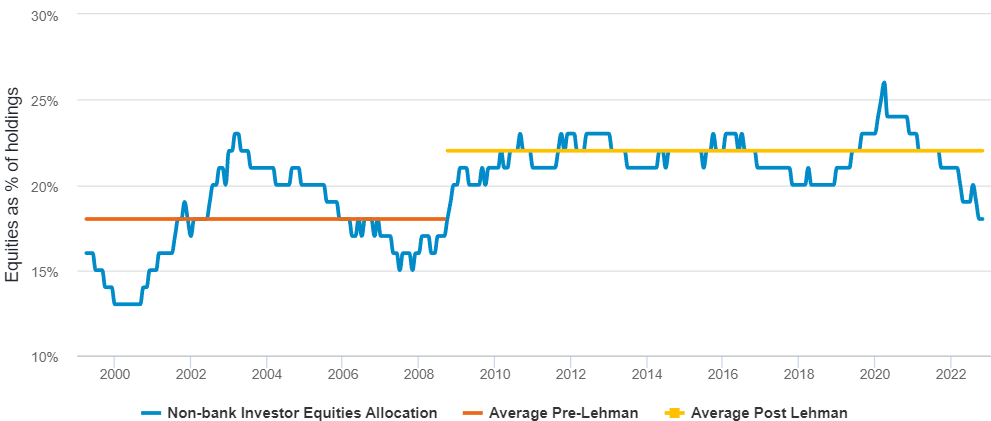 30%
25%
20%
15%
10%
Equities as % of holdings
2000 2002 2004 2006 2008 2010 2012 2014 2016 2018 2020 2022
Non-bank Investor Equities Allocation Average Pre-Lehman Average Post Lehman